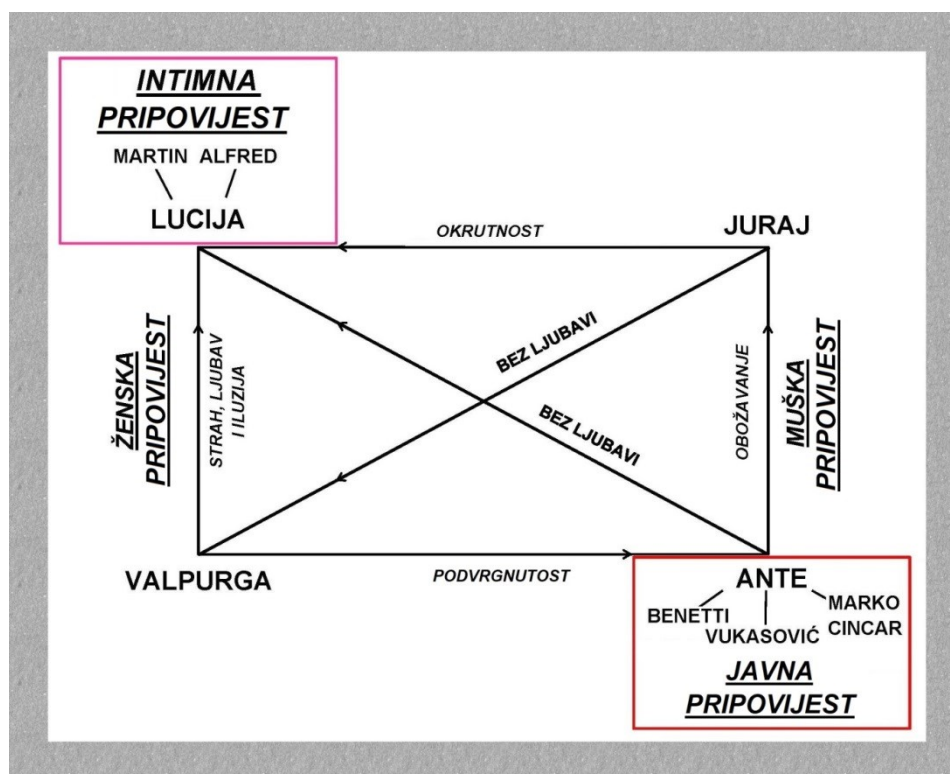 INTIMNA
PRIPOVIJEST
MARTIN ALFRED
LUCIJA
OKRUTNOST
JURAJ
ŽENSKA
PRIPOVIJEST
STRAH, LJUBAV
I ILUZIJA
BEZ LJUBAVI
BEZ LJUBAVI
OBOŽAVANJE
MUŠKA
PRIPOVIJEST
VALPURGA
PODVRGNUTOST
ANTE
BENETTI
VUKASOVIĆ
MARKO
CINCAR
JAVNA
PRIPOVIJEST